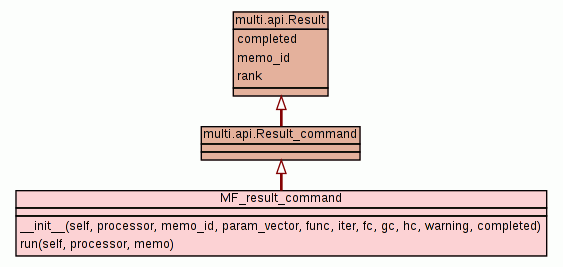 multi.api.Result
completed
memo_id
rank
multi.api.Result_command
MF_result_command
__init__(self, processor, memo_id, param_vector, func, iter, fc, gc, hc, warning, completed)
run(self, processor, memo)